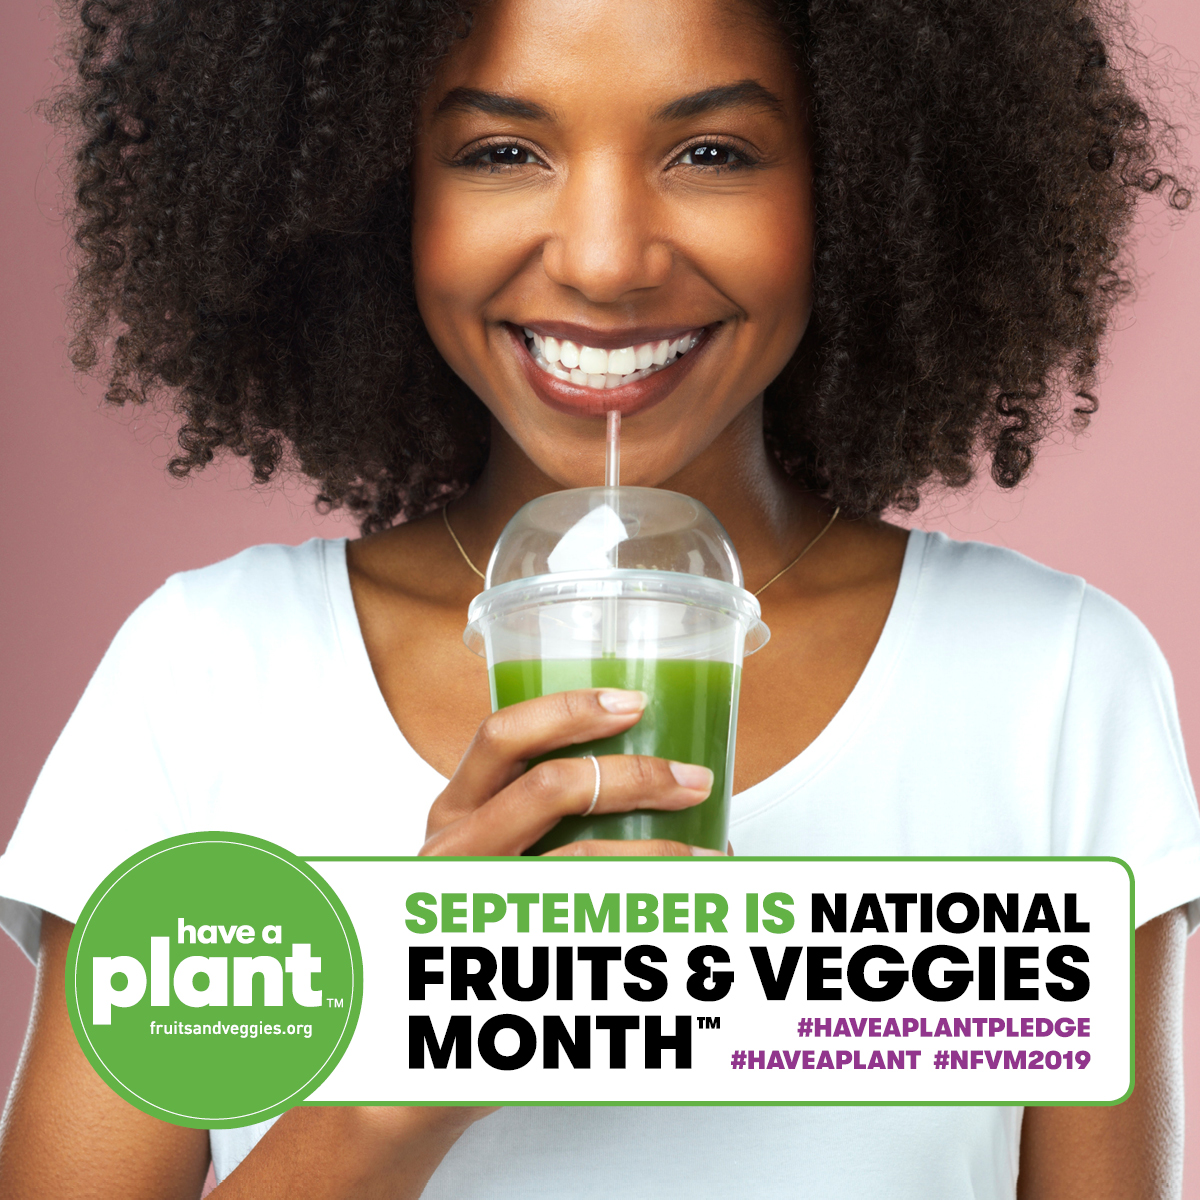 have a
plant™
fruitsandveggies.org
SEPTEMBER IS NATIONAL
FRUITS & VEGGIES
MONTH™
#HAVEAPLANTPLEDGE
#HAVEAPLANT #NFVM2019